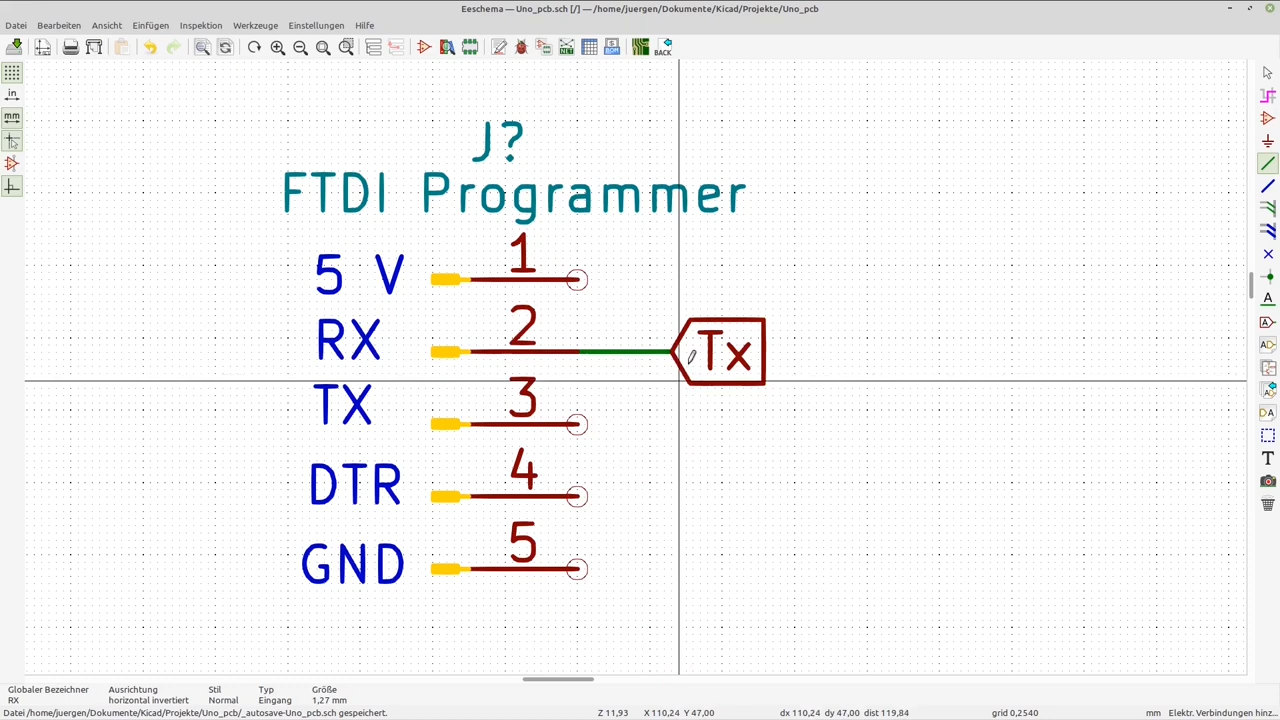 Eeschema — Uno_pcb.sch [/] — /home/juergen/Dokumente/Kicad/Projekte/Uno_pcb
Datei Bearbeiten Ansicht Einfügen Inspektion Werkzeuge Einstellungen Hilfe
NET
BOM
BACK
in
mm
J?
FTDI Programmer
5 V 1
RX 2 Tx
TX 3
DTR 4
GND 5
A
T
Globaler Bezeichner Ausrichtung Stil Typ Größe
RX horizontal invertiert Normal Eingang 1,27 mm
Datei /home/juergen/Dokumente/Kicad/Projekte/Uno_pcb/_autosave-Uno_pcb.sch gespeichert. Z 11,93 X 110,24 Y 47,00 dx 110,24 dy 47,00 dist 119,84 grid 0,2540 mm Elektr. Verbindungen hinz...